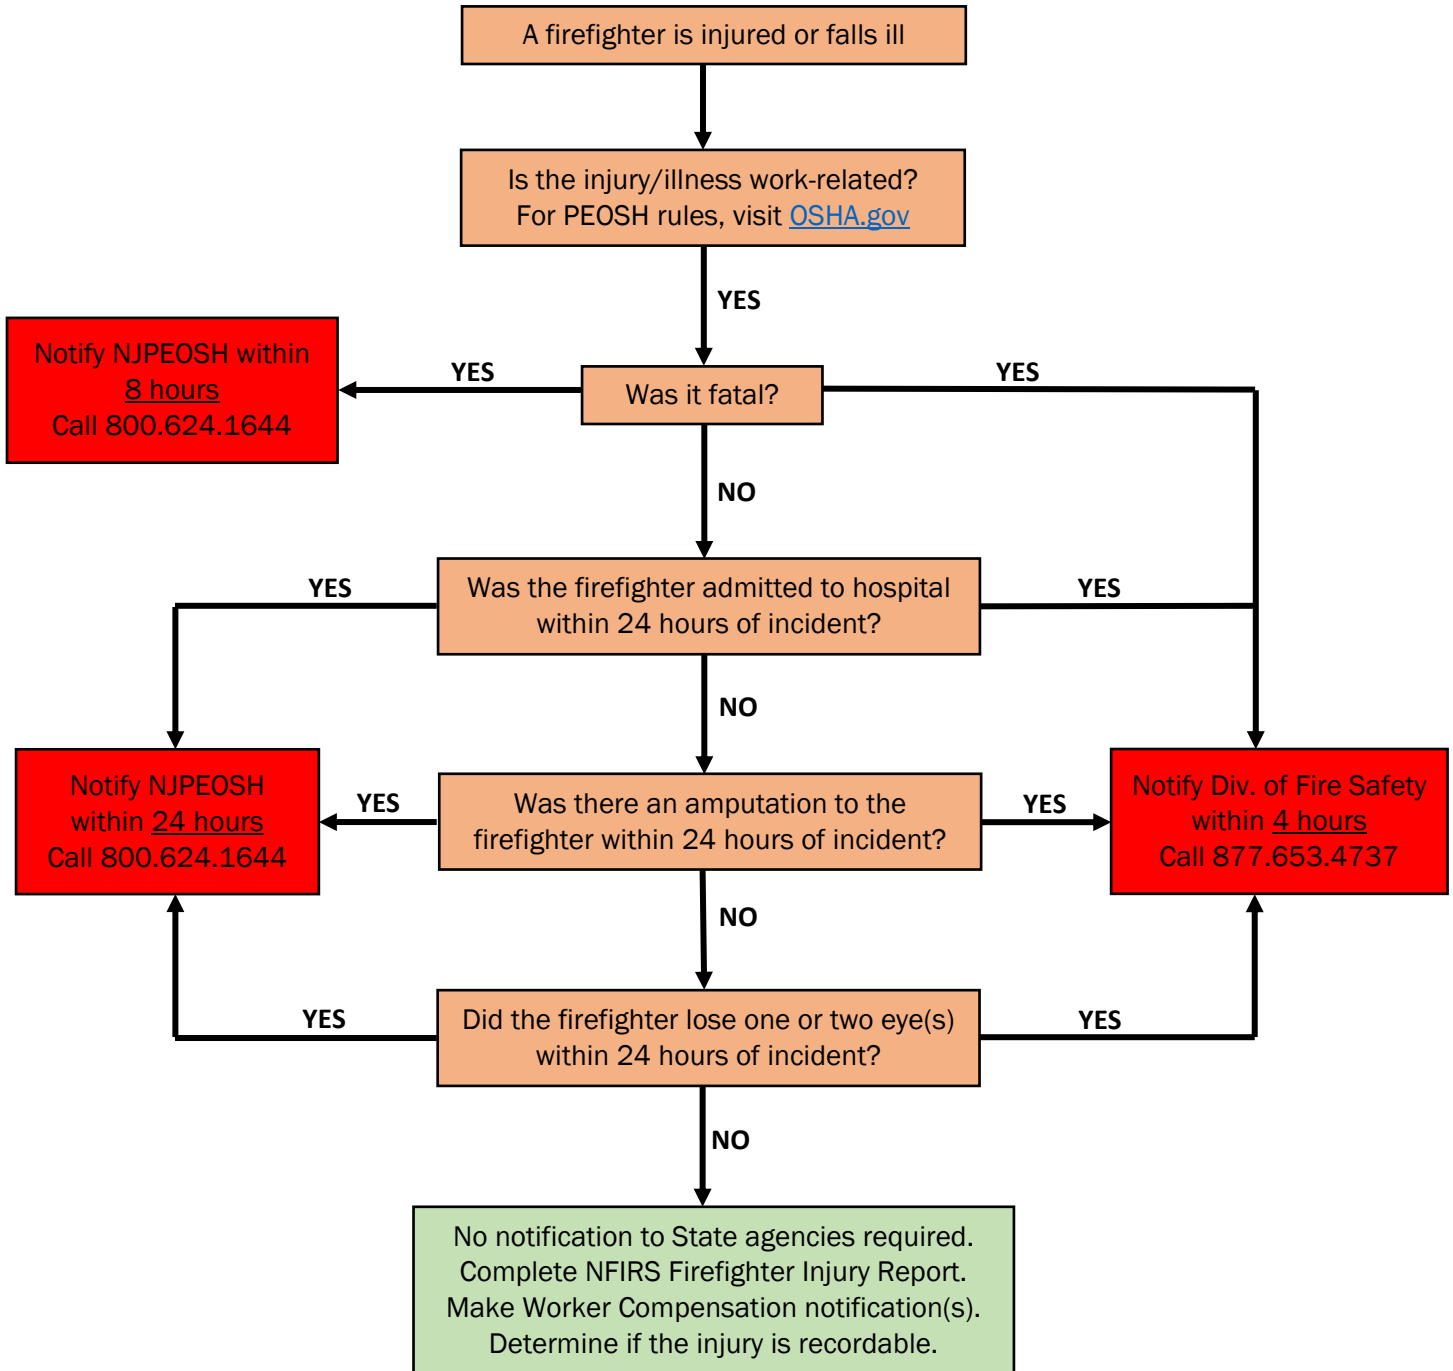 A firefighter is injured or falls ill
Is the injury/illness work-related?
For PEOSH rules, visit OSHA.gov
YES
Notify NJPEOSH within
8 hours
Call 800.624.1644
YES
Was it fatal?
YES
NO
YES
Was the firefighter admitted to hospital
within 24 hours of incident?
YES
NO
Notify NJPEOSH
within 24 hours
Call 800.624.1644
YES
Was there an amputation to the
firefighter within 24 hours of incident?
YES
Notify Div. of Fire Safety
within 4 hours
Call 877.653.4737
NO
YES
Did the firefighter lose one or two eye(s)
within 24 hours of incident?
YES
NO
No notification to State agencies required.
Complete NFIRS Firefighter Injury Report.
Make Worker Compensation notification(s).
Determine if the injury is recordable.